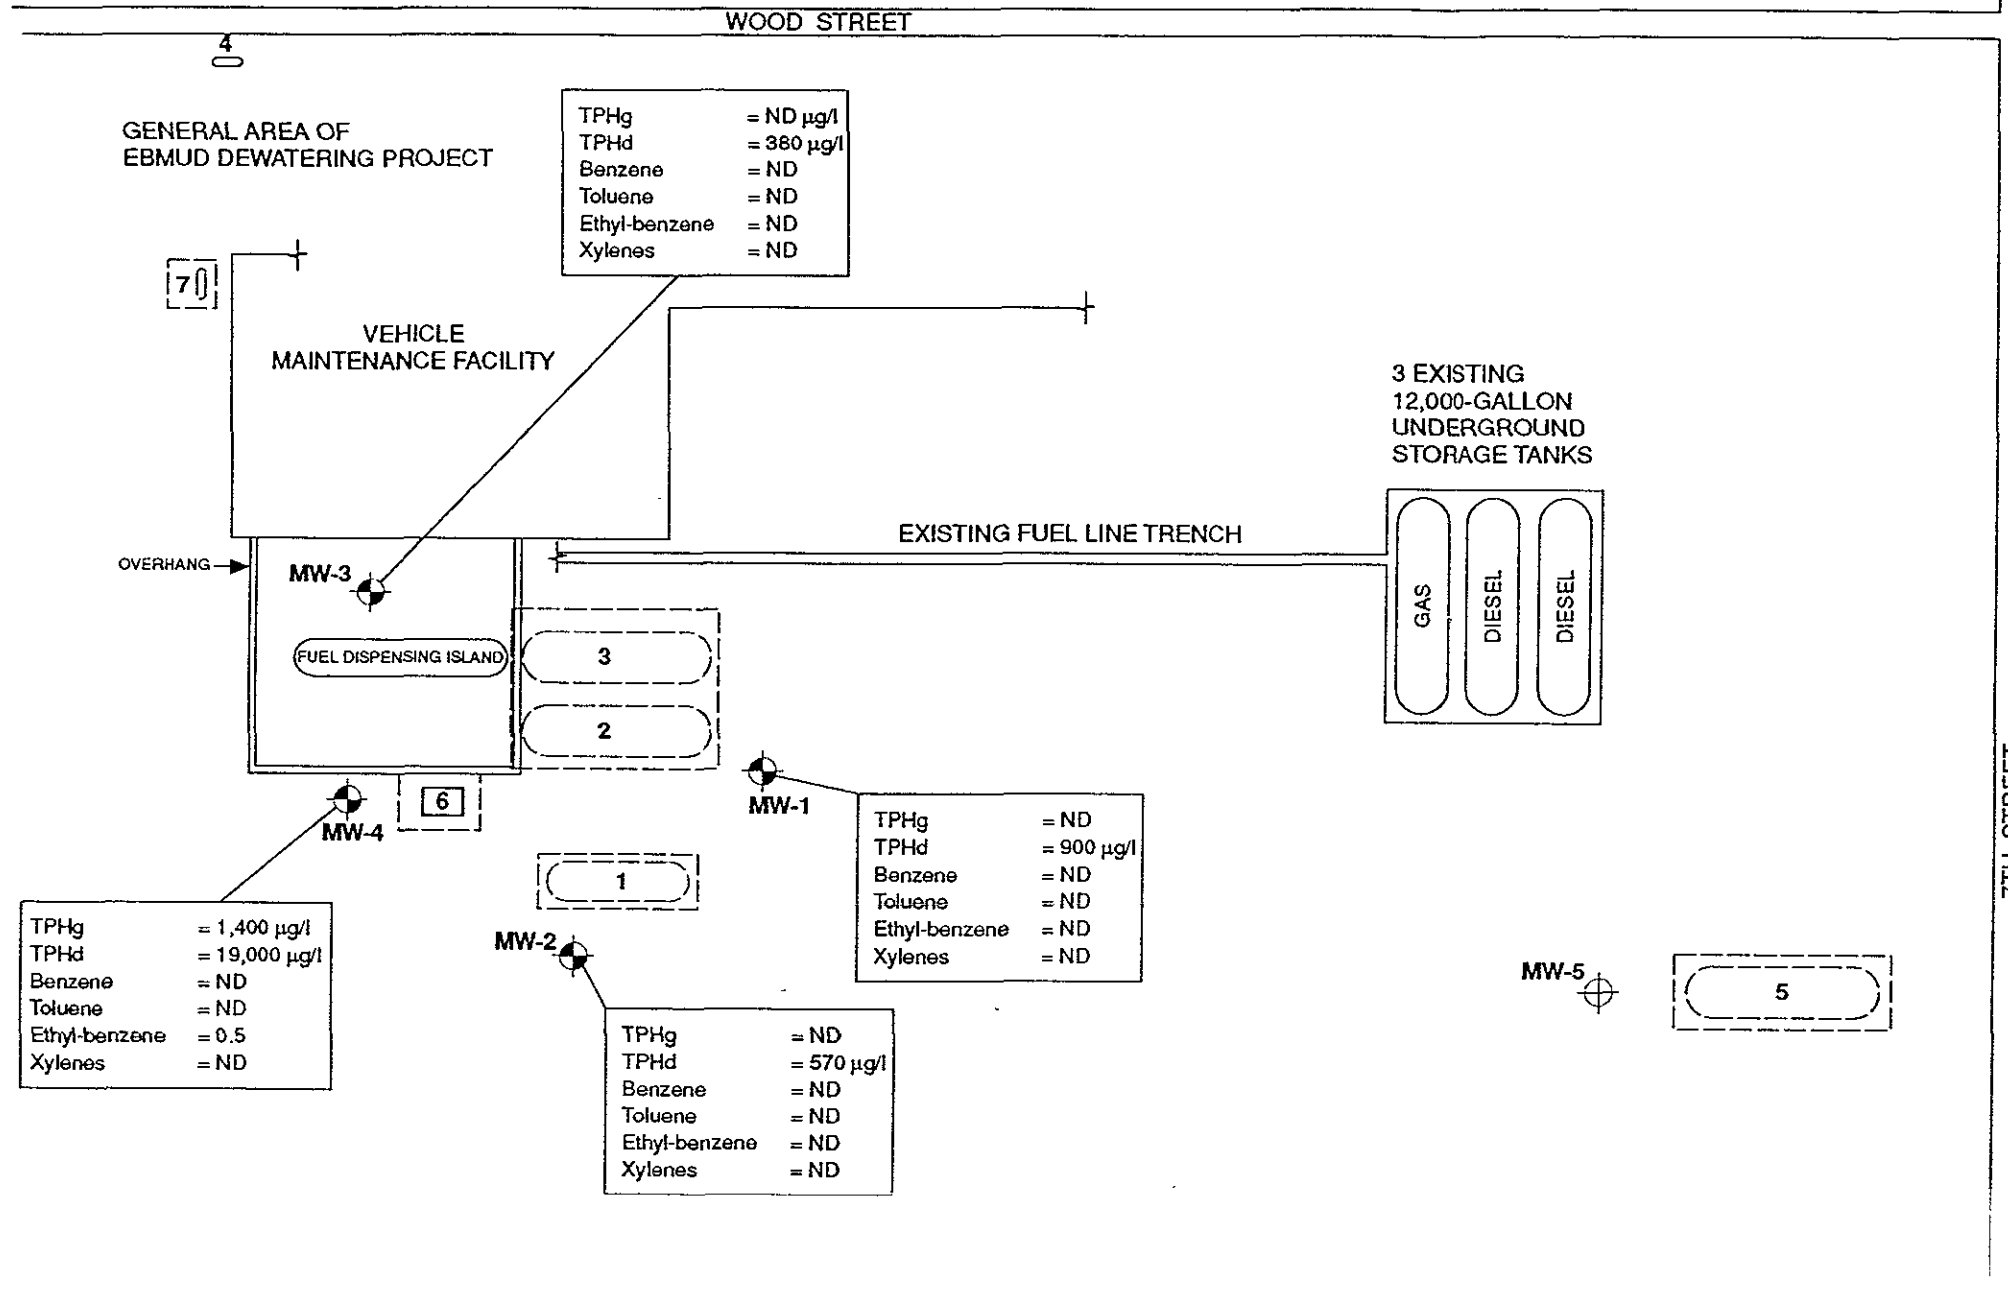 WOOD STREET
4
GENERAL AREA OF
EBMUD DEWATERING PROJECT
TPHg = ND µg/l
TPHd = 380 µg/l
Benzene = ND
Toluene = ND
Ethyl-benzene = ND
Xylenes = ND
7
VEHICLE
MAINTENANCE FACILITY
3 EXISTING
12,000-GALLON
UNDERGROUND
STORAGE TANKS
EXISTING FUEL LINE TRENCH
OVERHANG
MW-3
GAS
DIESEL
DIESEL
FUEL DISPENSING ISLAND
3
2
MW-1
6
MW-4
1
TPHg = ND
TPHd = 900 µg/l
Benzene = ND
Toluene = ND
Ethyl-benzene = ND
Xylenes = ND
TPHg = 1,400 µg/l
TPHd = 19,000 µg/l
Benzene = ND
Toluene = ND
Ethyl-benzene = 0.5
Xylenes = ND
MW-2
MW-5
5
TPHg = ND
TPHd = 570 µg/l
Benzene = ND
Toluene = ND
Ethyl-benzene = ND
Xylenes = ND
7TH STREET